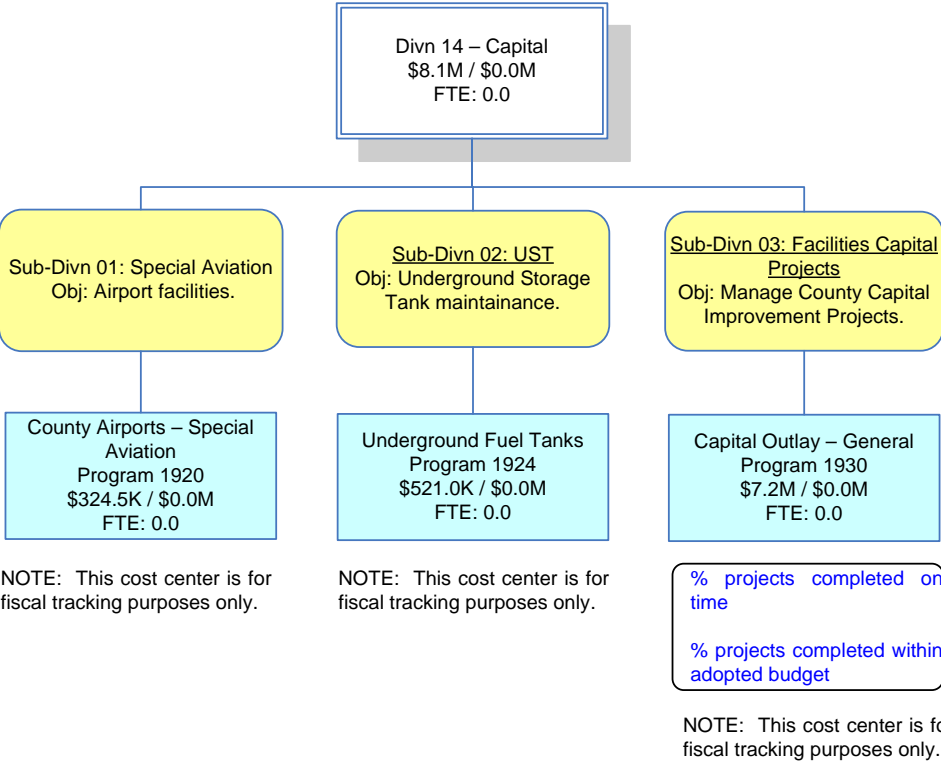 Divn 14 – Capital
$8.1M / $0.0M
FTE: 0.0
Sub-Divn 01: Special Aviation
Obj: Airport facilities.
Sub-Divn 02: UST
Obj: Underground Storage
Tank maintainance.
Sub-Divn 03: Facilities Capital
Projects
Obj: Manage County Capital
Improvement Projects.
County Airports – Special
Aviation
Program 1920
$324.5K / $0.0M
FTE: 0.0
Underground Fuel Tanks
Program 1924
$521.0K / $0.0M
FTE: 0.0
Capital Outlay – General
Program 1930
$7.2M / $0.0M
FTE: 0.0
NOTE: This cost center is for
fiscal tracking purposes only.
NOTE: This cost center is for
fiscal tracking purposes only.
% projects completed on
time
% projects completed within
adopted budget
NOTE: This cost center is fo
fiscal tracking purposes only.